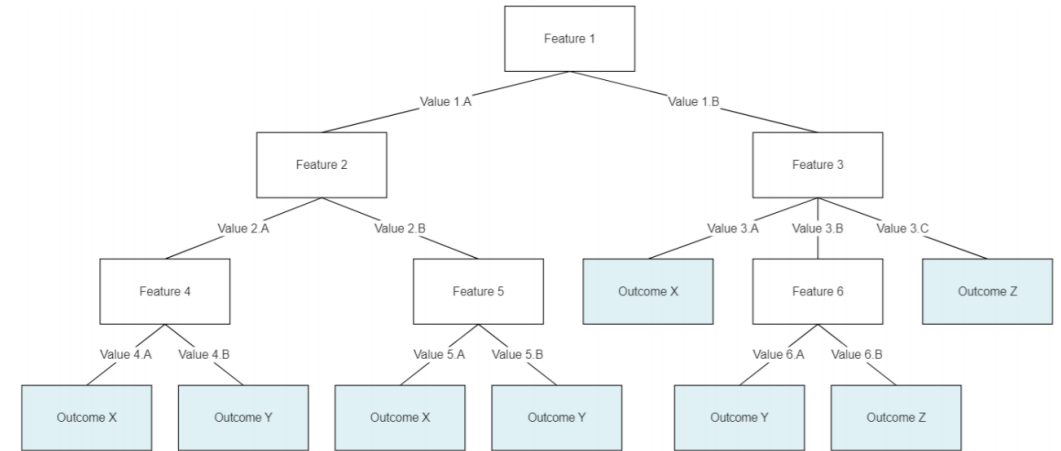 Feature 1
Value 1.A
Value 1.B
Feature 2
Feature 3
Value 2.A
Value 2.B
Value 3.A
Value 3.B
Value 3.C
Feature 4
Feature 5
Outcome X
Feature 6
Outcome Z
Value 4.A
Value 4.B
Value 5.A
Value 5.B
Value 6.A
Value 6.B
Outcome X
Outcome Y
Outcome X
Outcome Y
Outcome Y
Outcome Z